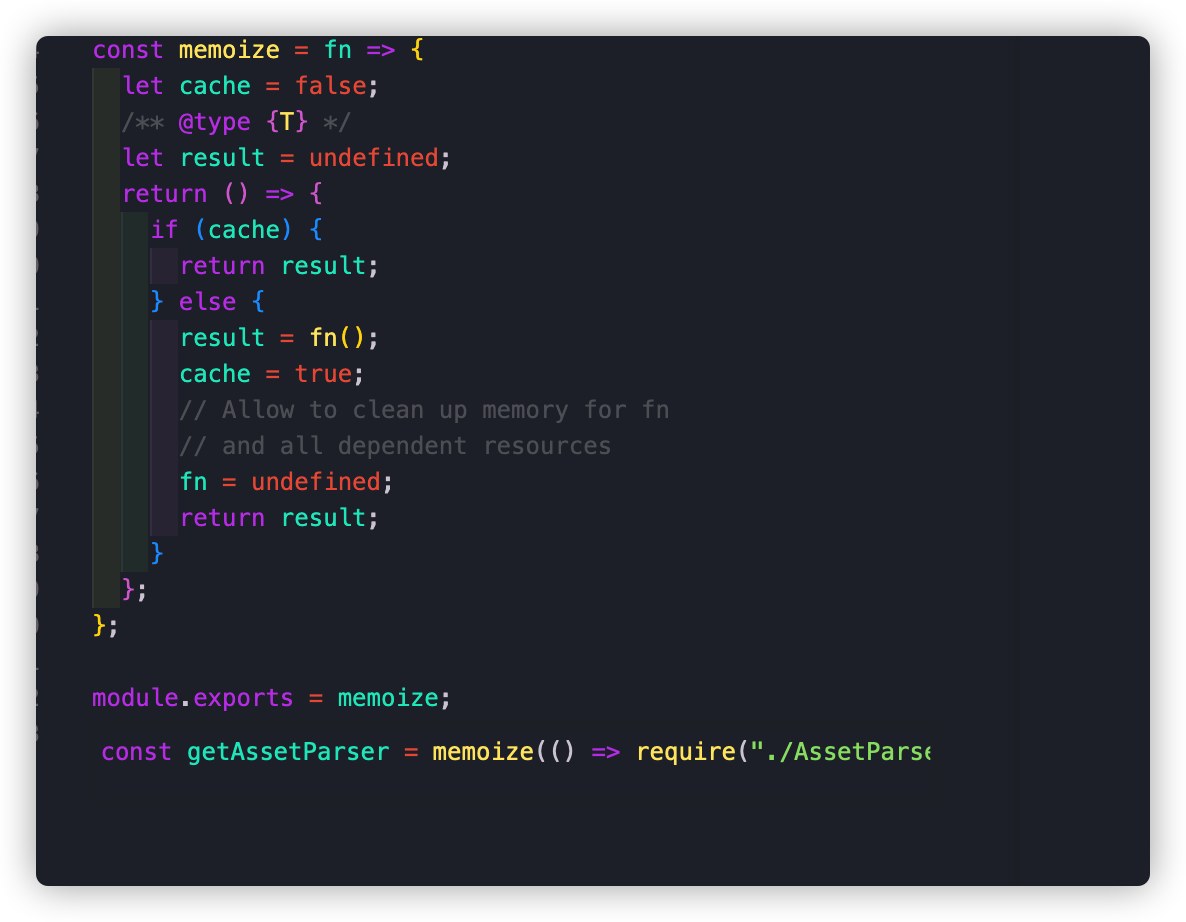 const memoize = fn => {
let cache = false;
/** @type {T} */
let result = undefined;
return () => {
if (cache) {
return result;
} else {
result = fn();
cache = true;
// Allow to clean up memory for fn
// and all dependent resources
fn = undefined;
return result;
}
};
};
module.exports = memoize;
const getAssetParser = memoize(() => require("./AssetParse